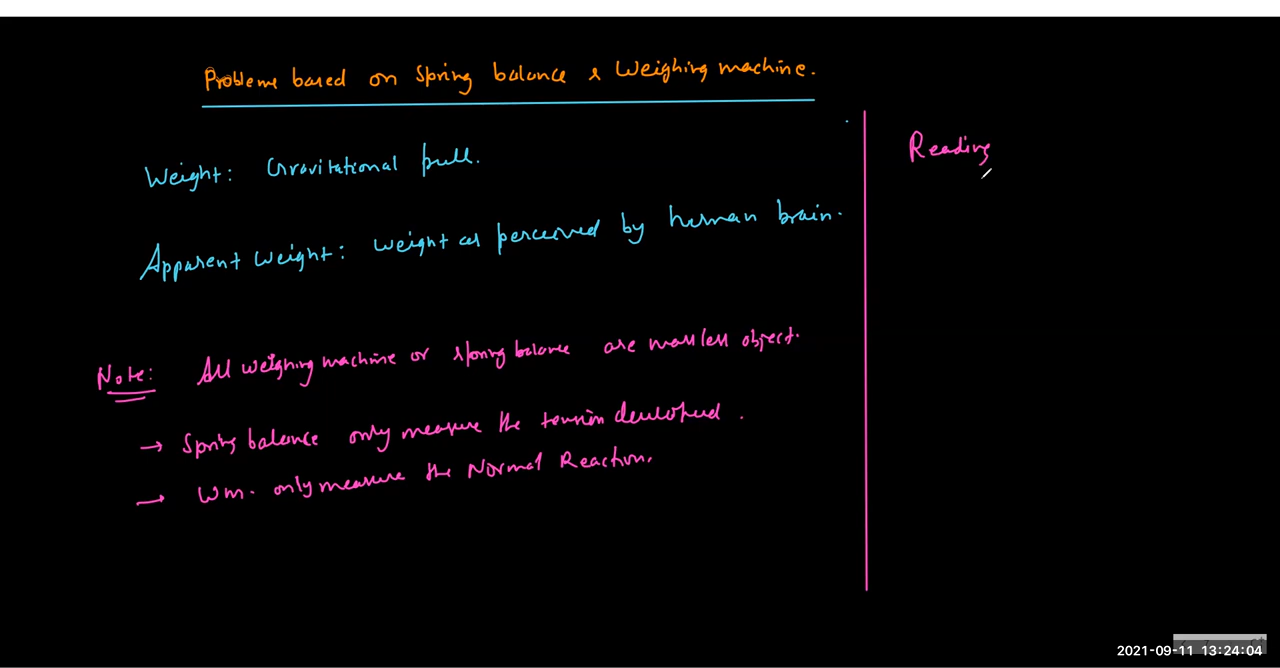 Problems based on Spring balance & Weighing machine.
Weight: Gravitational pull.
Reading
Apparent weight: weight as perceived by human brain.
Note: All weighing machine or spring balance are massless object.
→ Spring balance only measure the tension developed.
→ Wm. only measure the Normal Reaction.
2021-09-11 13:24:04